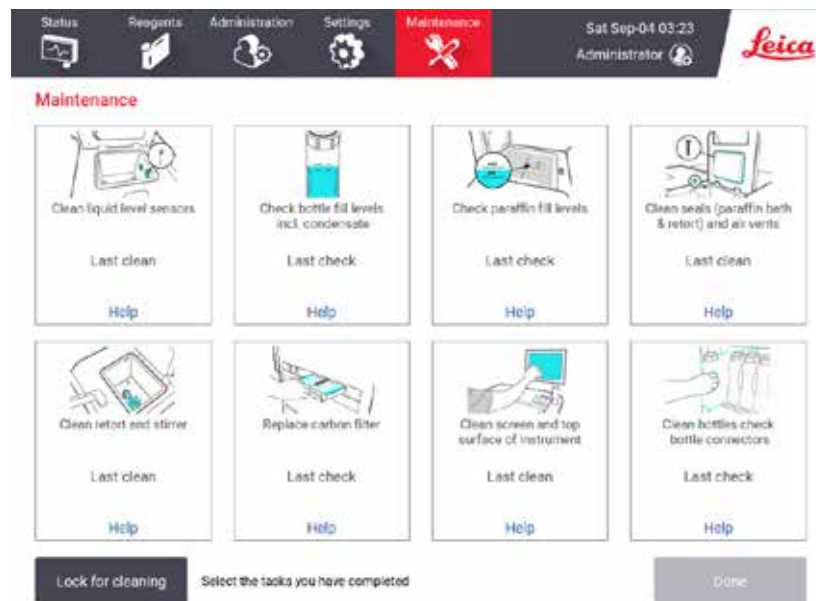 Status Reagents Administration Settings Maintenance
Sat Sep-04 03:23
Administrator
Leica
Maintenance
Clean liquid level sensors
Last clean
Help
Check bottle fill levels
incl. condensate
Last check
Help
Check paraffin fill levels
Last check
Help
Clean seals (paraffin bath
& retort) and air vents
Last clean
Help
Clean retort and stirrer
Last clean
Help
Replace carbon filter
Last check
Help
Clean screen and top
surface of instrument
Last clean
Help
Clean bottles check
bottle connectors
Last check
Help
Lock for cleaning
Select the tasks you have completed
Done